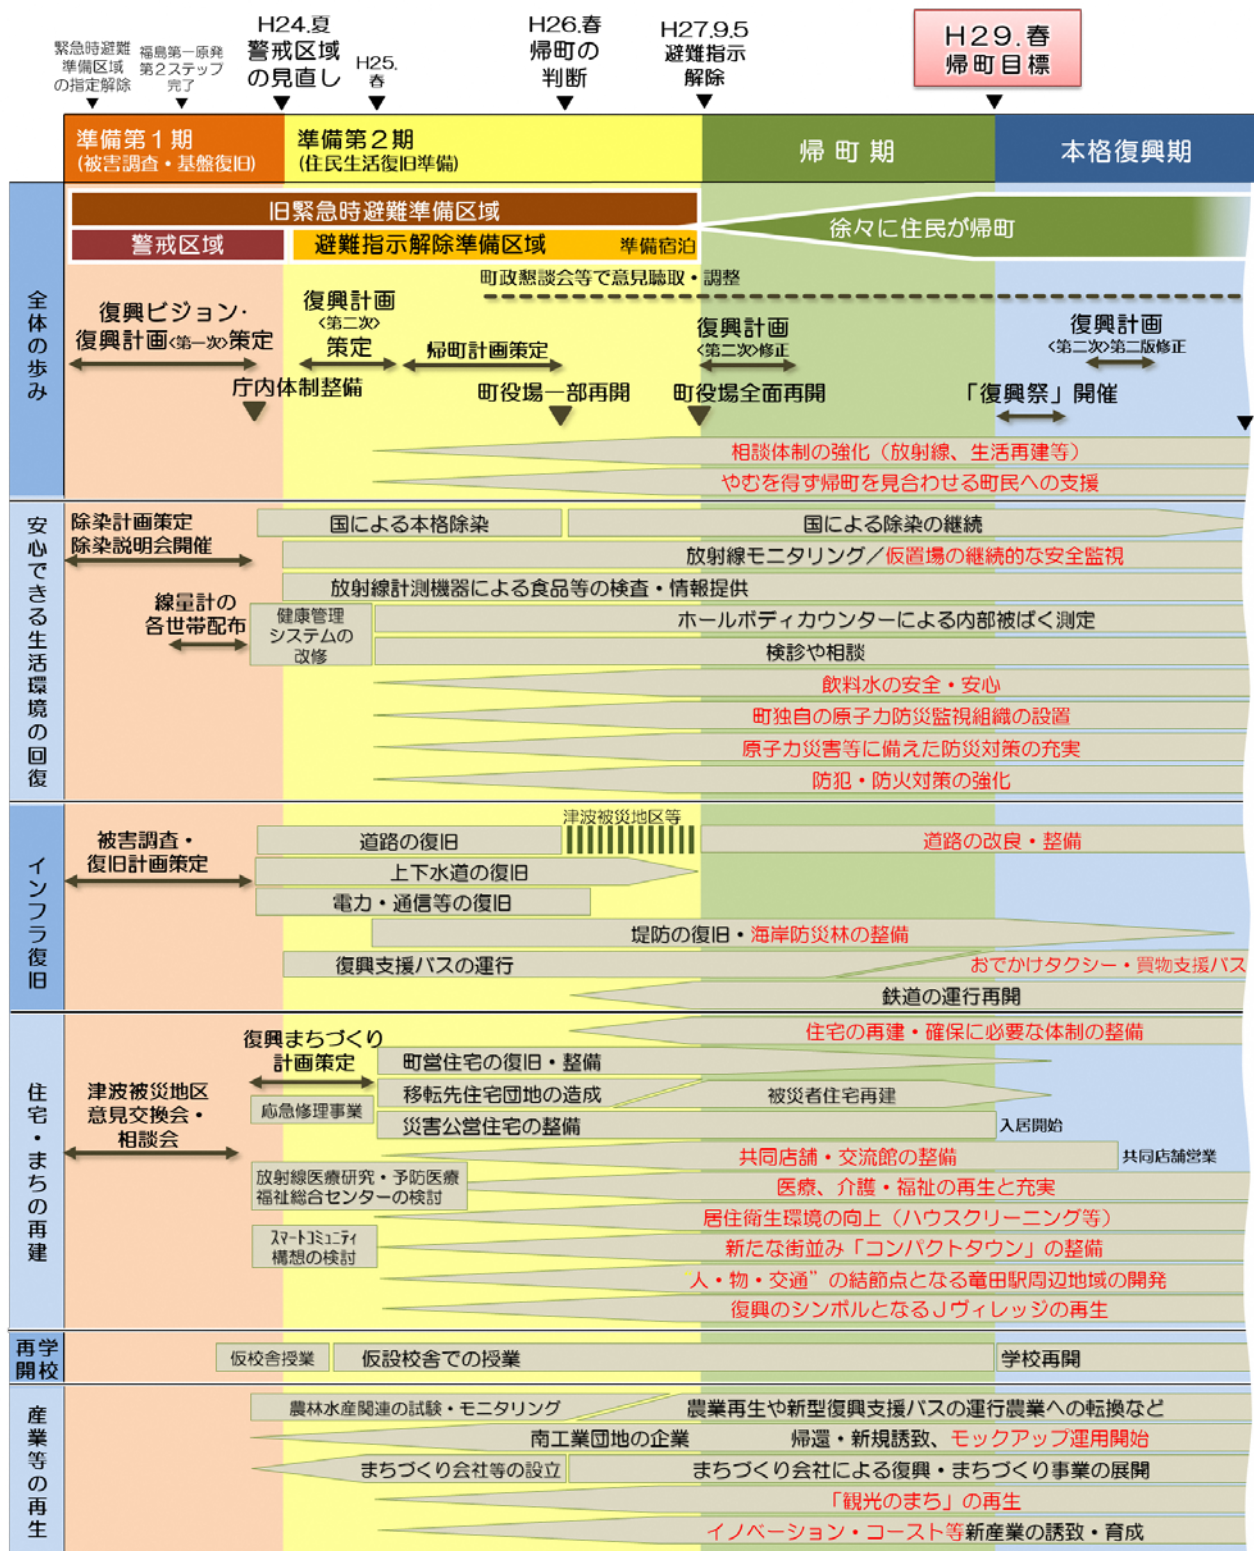 緊急時避難
準備区域
の指定解除
福島第一原発
第2ステップ
完了
H24.夏
警戒区域
の見直し
H25.
春
H26.春
帰町の
判断
H27.9.5
避難指示
解除
H29.春
帰町目標
準備第1期
(被害調査・基盤復旧)
準備第2期
(住民生活復旧準備)
帰町期
本格復興期
全体の歩み
旧緊急時避難準備区域
警戒区域
避難指示解除準備区域
準備宿泊
徐々に住民が帰町
町政懇談会等で意見聴取・調整
復興ビジョン・
復興計画<第一次>策定
復興計画
<第二次>
策定
帰町計画策定
復興計画
<第二次>修正
復興計画
<第二次>第二版修正
庁内体制整備
町役場一部再開
町役場全面再開
「復興祭」開催
相談体制の強化（放射線、生活再建等）
やむを得ず帰町を見合わせる町民への支援
安心できる生活環境の回復
除染計画策定
除染説明会開催
国による本格除染
国による除染の継続
放射線モニタリング／仮置場の継続的な安全監視
放射線計測機器による食品等の検査・情報提供
線量計の
各世帯配布
健康管理
システムの
改修
ホールボディカウンターによる内部被ばく測定
検診や相談
飲料水の安全・安心
町独自の原子力防災監視組織の設置
原子力災害等に備えた防災対策の充実
防犯・防火対策の強化
インフラ復旧
被害調査・
復旧計画策定
道路の復旧
津波被災地区等
道路の改良・整備
上下水道の復旧
電力・通信等の復旧
堤防の復旧・海岸防災林の整備
復興支援バスの運行
おでかけタクシー・買物支援バス
鉄道の運行再開
住宅・まちの再建
住宅の再建・確保に必要な体制の整備
復興まちづくり
計画策定
町営住宅の復旧・整備
津波被災地区
意見交換会・
相談会
移転先住宅団地の造成
被災者住宅再建
応急修理事業
災害公営住宅の整備
入居開始
共同店舗・交流館の整備
共同店舗営業
放射線医療研究・予防医療
福祉総合センターの検討
医療、介護・福祉の再生と充実
居住衛生環境の向上（ハウスクリーニング等）
スマートコミュニティ
構想の検討
新たな街並み「コンパクトタウン」の整備
“人・物・交通”の結節点となる竜田駅周辺地域の開発
復興のシンボルとなるJヴィレッジの再生
学校再開
仮校舎授業
仮設校舎での授業
学校再開
産業等の再生
農林水産関連の試験・モニタリング
農業再生や新型復興支援バスの運行農業への転換など
南工業団地の企業
帰還・新規誘致、モックアップ運用開始
まちづくり会社等の設立
まちづくり会社による復興・まちづくり事業の展開
「観光のまち」の再生
イノベーション・コースト等新産業の誘致・育成